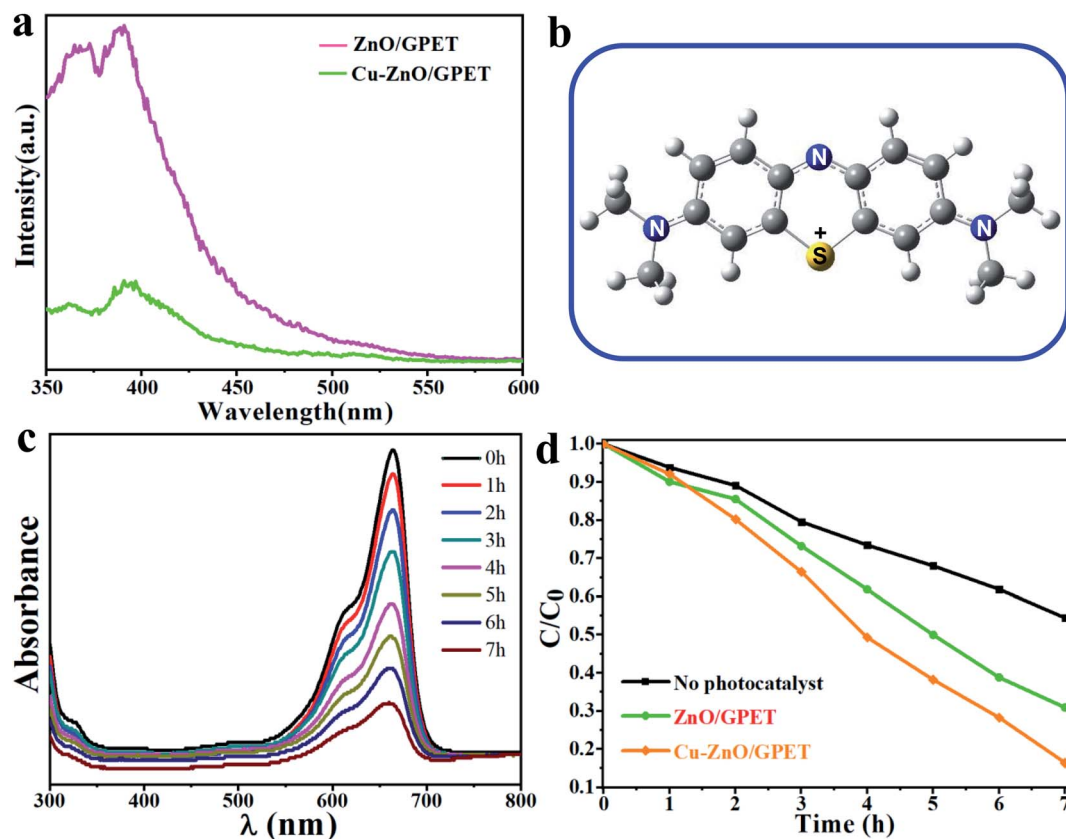 a
ZnO/GPET
Cu-ZnO/GPET
Intensity(a.u.)
350 400 450 500 550 600
Wavelength(nm)
b
N
N
N
+
S
c
0h
1h
2h
3h
4h
5h
6h
7h
Absorbance
300 400 500 600 700 800
λ (nm)
d
1.0
0.9
0.8
0.7
0.6
0.5
0.4
0.3
0.2
0.1
C/C0
No photocatalyst
ZnO/GPET
Cu-ZnO/GPET
0 1 2 3 4 5 6 7
Time (h)